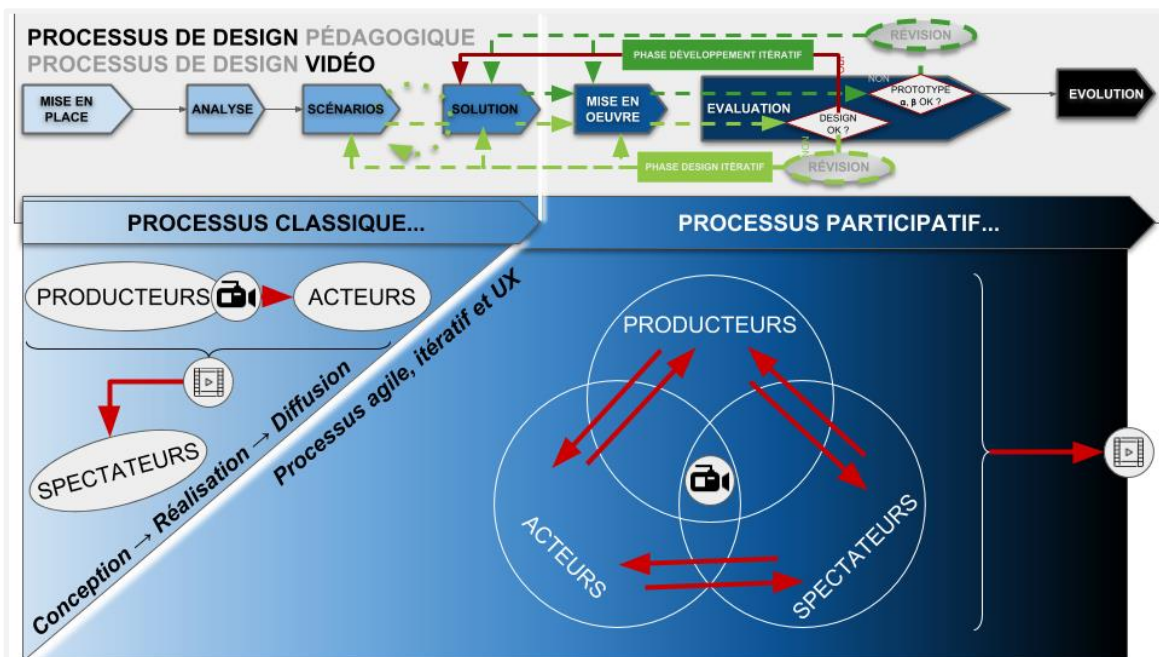 PROCESSUS DE DESIGN PÉDAGOGIQUE
PROCESSUS DE DESIGN VIDÉO
RÉVISION
PHASE DÉVELOPPEMENT ITÉRATIF
OUI
NON
MISE EN
PLACE
ANALYSE
SCÉNARIOS
SOLUTION
MISE EN
OEUVRE
EVALUATION
PROTOTYPE
α, β OK ?
DESIGN
OK ?
EVOLUTION
NON
PHASE DESIGN ITÉRATIF
RÉVISION
PROCESSUS CLASSIQUE...
PROCESSUS PARTICIPATIF...
PRODUCTEURS
ACTEURS
SPECTATEURS
Conception → Réalisation → Diffusion
Processus agile, itératif et UX
PRODUCTEURS
ACTEURS
SPECTATEURS